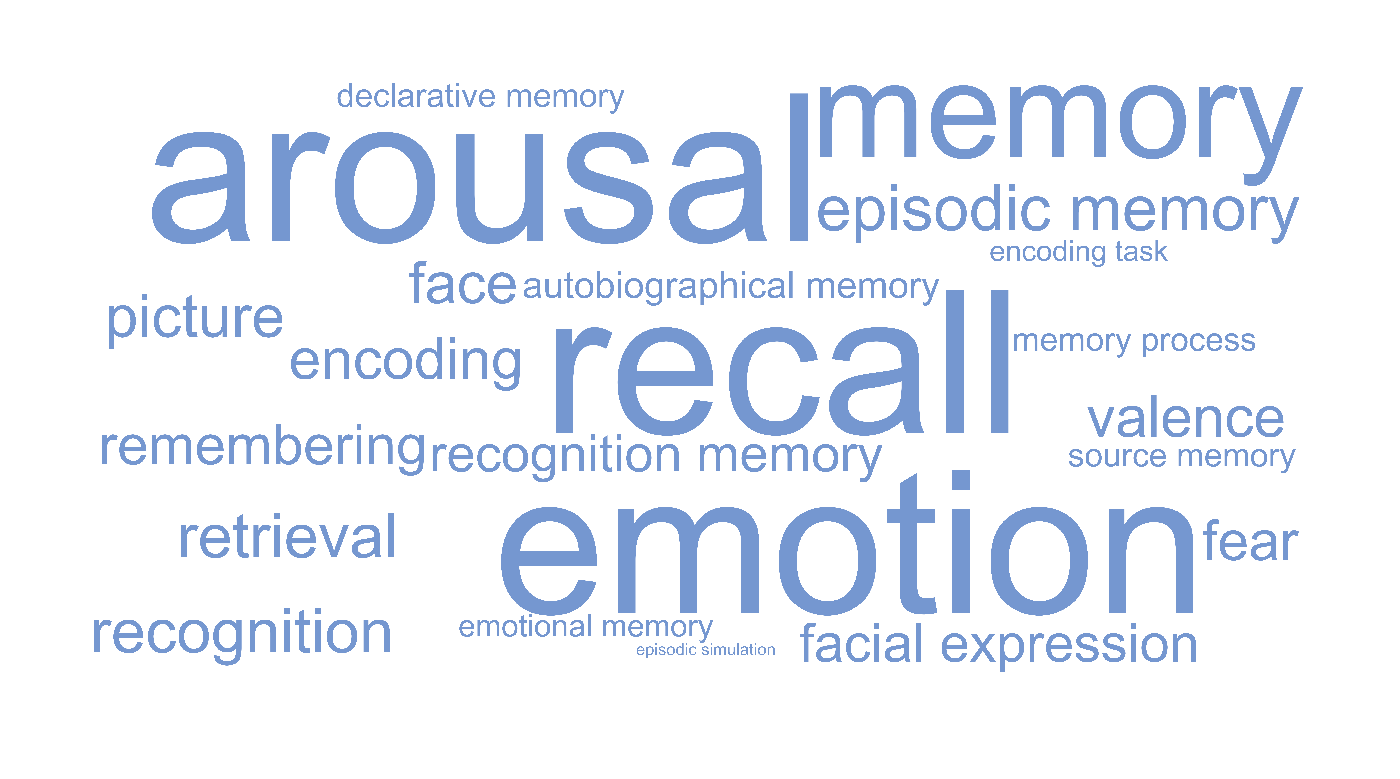 declarative memory
memory
arousal
episodic memory
encoding task
face
autobiographical memory
picture
encoding
recall
memory process
valence
remembering
recognition memory
source memory
retrieval
emotion
fear
recognition
emotional memory
episodic simulation
facial expression